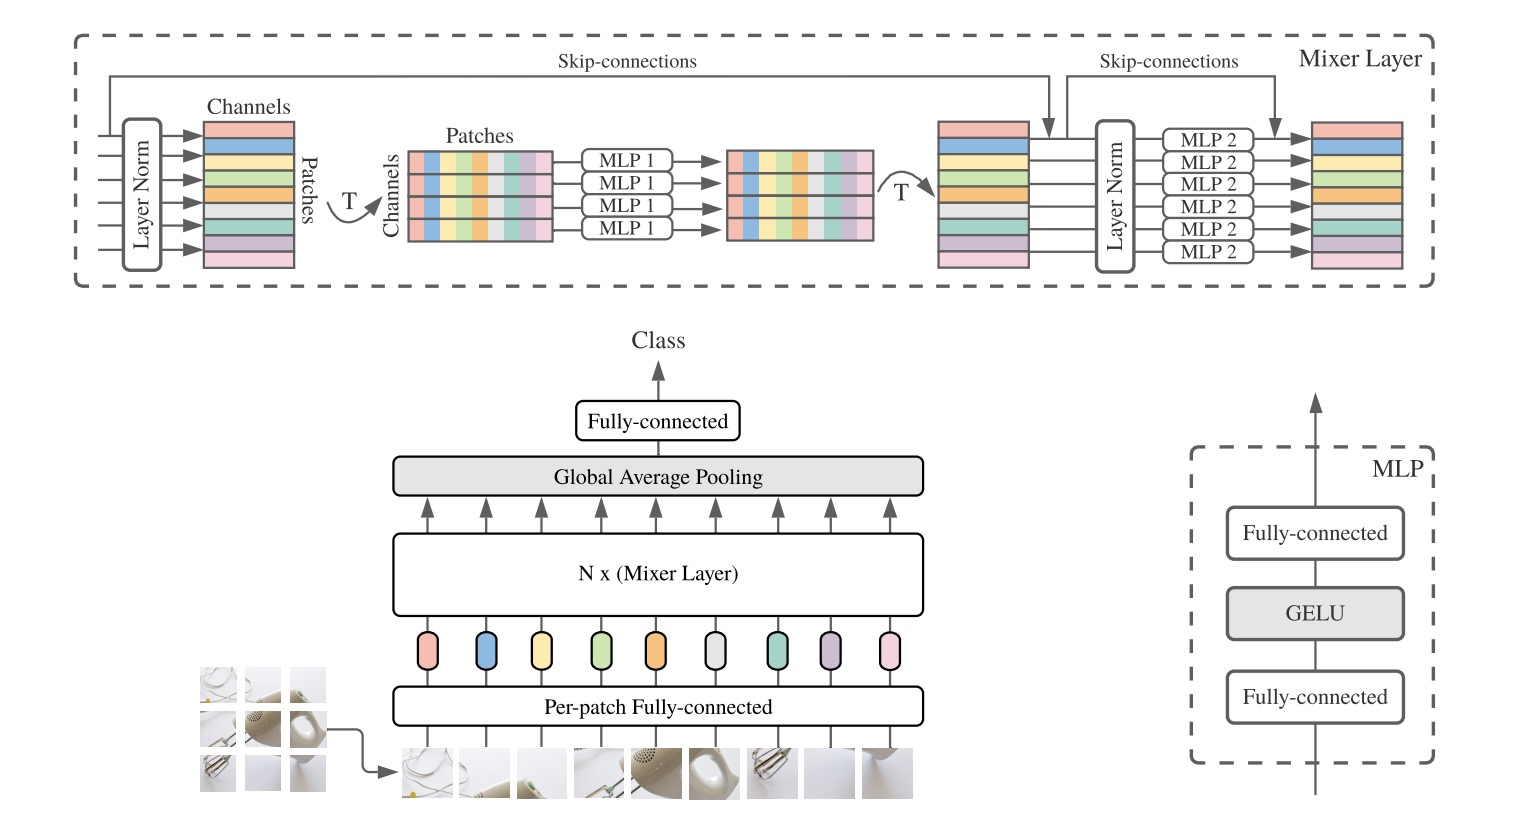 Skip-connections
Skip-connections
Mixer Layer
Layer Norm
Channels
Patches
T
Patches
Channels
MLP 1
MLP 1
MLP 1
MLP 1
T
Layer Norm
MLP 2
MLP 2
MLP 2
MLP 2
MLP 2
MLP 2
Class
Fully-connected
Global Average Pooling
N x (Mixer Layer)
Per-patch Fully-connected
MLP
Fully-connected
GELU
Fully-connected